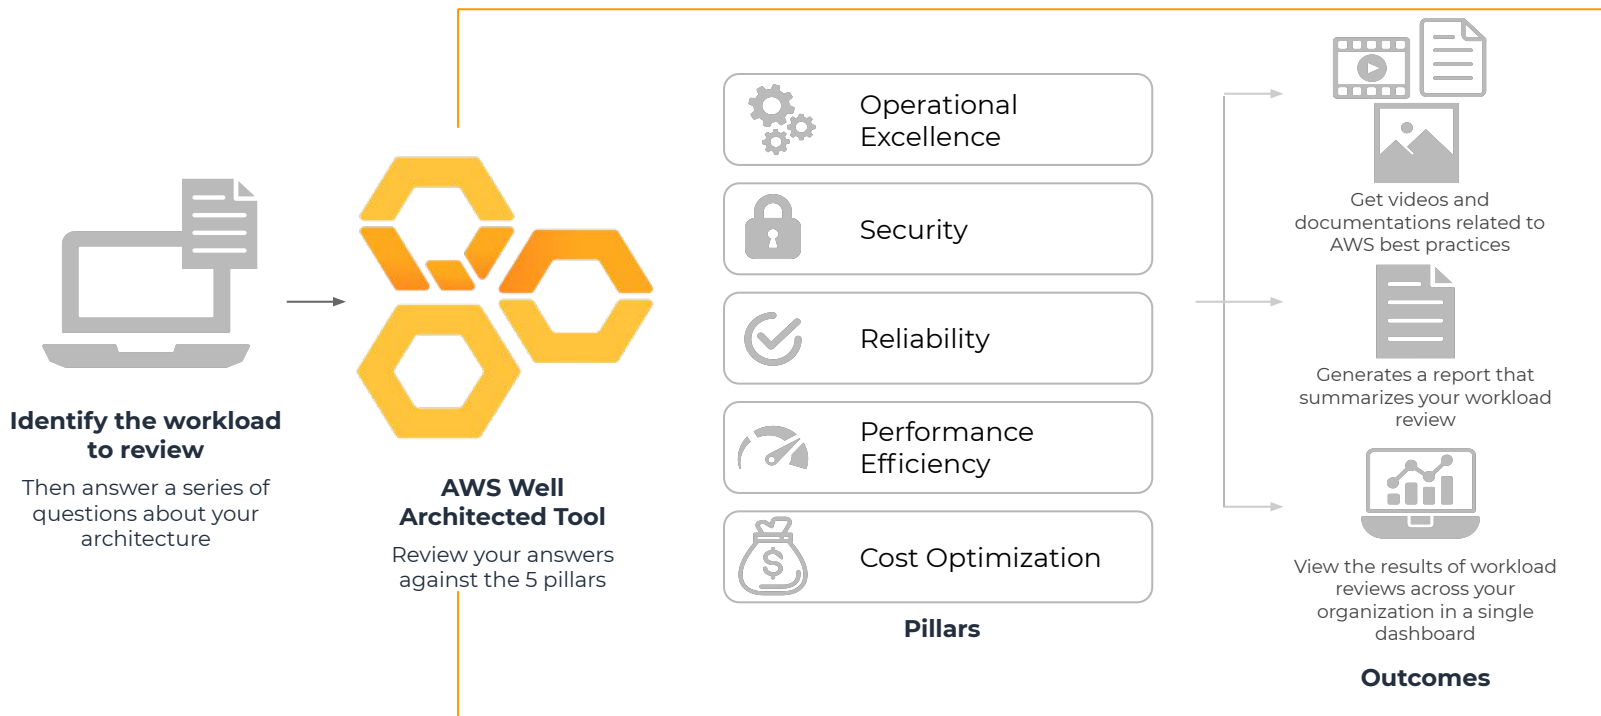 Identify the workload
to review
Then answer a series of
questions about your
architecture
AWS Well
Architected Tool
Review your answers
against the 5 pillars
Operational
Excellence
Security
Reliability
Performance
Efficiency
$
Cost Optimization
Pillars
Get videos and
documentations related to
AWS best practices
Generates a report that
summarizes your workload
review
View the results of workload
reviews across your
organization in a single
dashboard
Outcomes